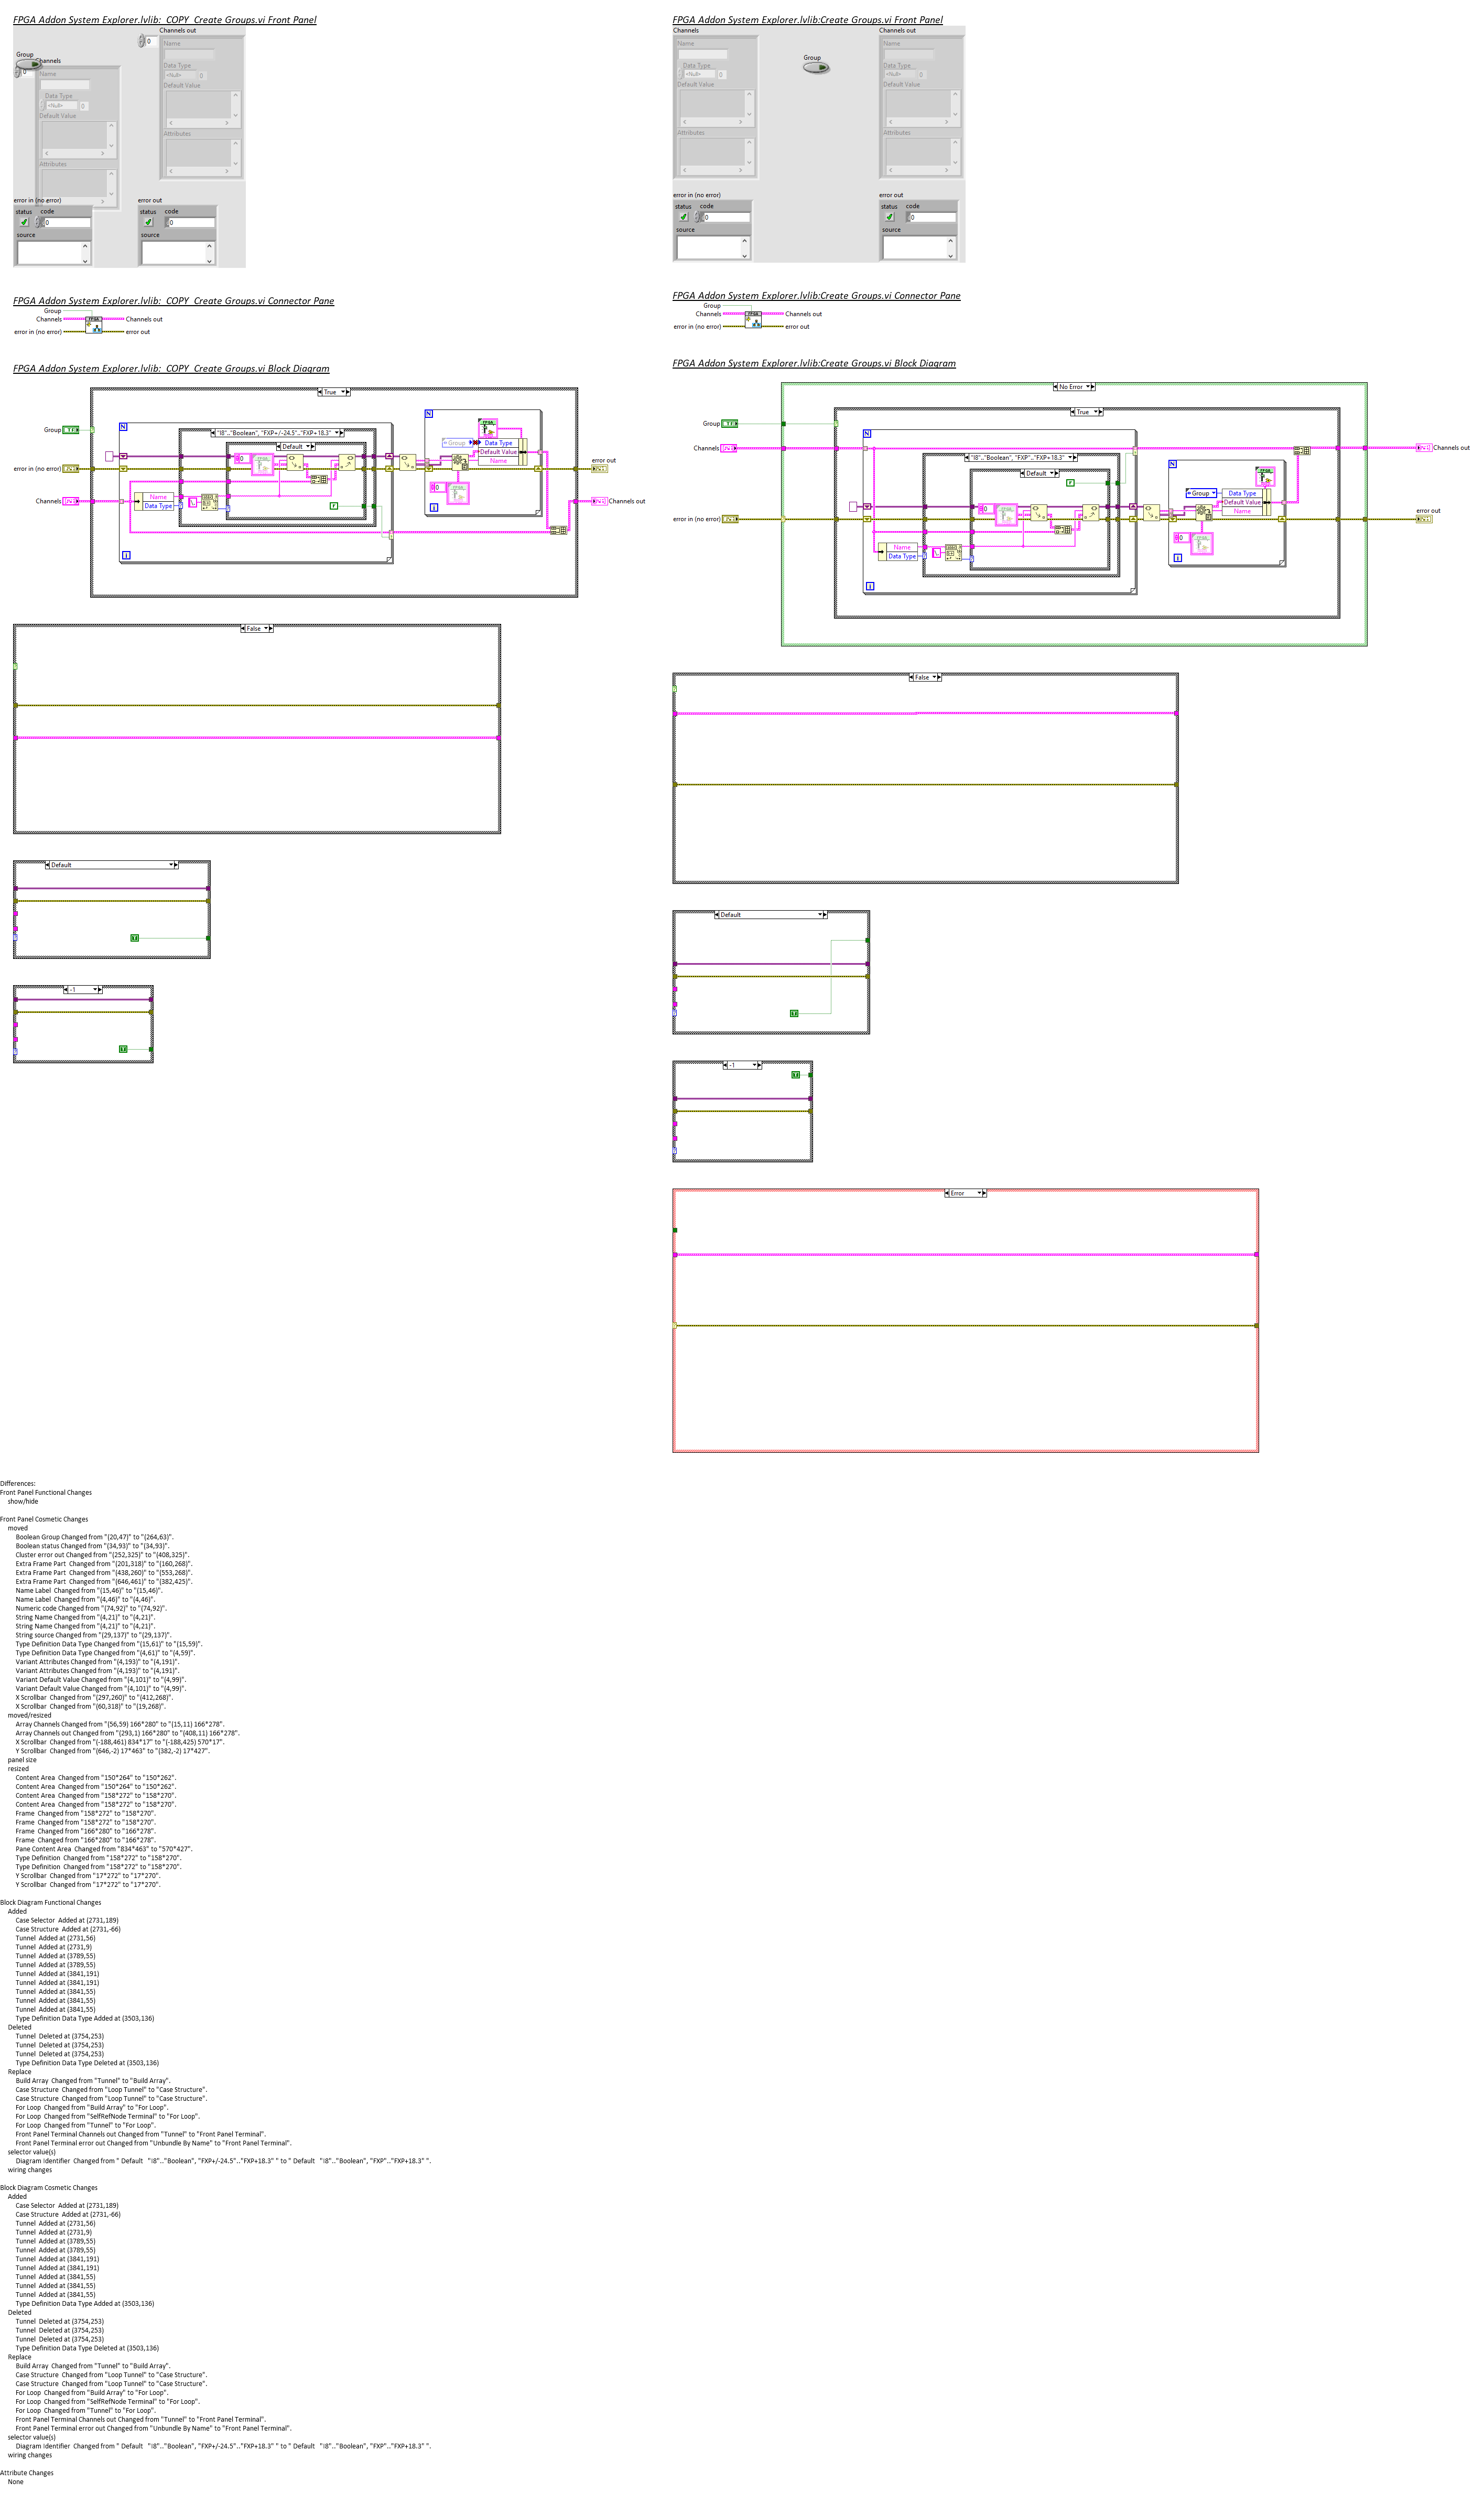 FPGA Addon System Explorer.lvlib:_COPY_Create Groups.vi Front Panel
Channels out
0
Name
Group
Channels
0
Name
Data Type
<Null>
0
Default Value
Data Type
<Null>
0
Default Value
Attributes
Attributes
error in (no error)
status code
0
source
error out
status code
0
source
FPGA Addon System Explorer.lvlib:_COPY_Create Groups.vi Connector Pane
Group
Channels
Channels out
error in (no error)
error out
FPGA Addon System Explorer.lvlib:_COPY_Create Groups.vi Block Diagram
True
"I8".."Boolean", "FXP+/-24.5".."FXP+18.3"
Default
Group
Group
Data Type
Default Value
Name
error in (no error)
error out
Channels
Name
Data Type
Channels out
False
Default
-1
FPGA Addon System Explorer.lvlib:Create Groups.vi Front Panel
Channels
Channels out
Name
Name
Group
Data Type
<Null>
0
Data Type
<Null>
0
Default Value
Default Value
Attributes
Attributes
error in (no error)
error out
status code
0
status code
0
source
source
FPGA Addon System Explorer.lvlib:Create Groups.vi Connector Pane
Group
Channels
Channels out
error in (no error)
error out
FPGA Addon System Explorer.lvlib:Create Groups.vi Block Diagram
No Error
True
Group
Channels
Channels out
"I8".."Boolean", "FXP".."FXP+18.3"
Default
Group
Data Type
Default Value
Name
error in (no error)
error out
Name
Data Type
False
Default
-1
Error
Differences:
Front Panel Functional Changes
show/hide
Front Panel Cosmetic Changes
moved
Boolean Group Changed from "(20,47)" to "(264,63)".
Boolean status Changed from "(34,93)" to "(34,93)".
Cluster error out Changed from "(252,325)" to "(408,325)".
Extra Frame Part  Changed from "(201,318)" to "(160,268)".
Extra Frame Part  Changed from "(438,260)" to "(553,268)".
Extra Frame Part  Changed from "(646,461)" to "(382,425)".
Name Label  Changed from "(15,46)" to "(15,46)".
Name Label  Changed from "(4,46)" to "(4,46)".
Numeric code Changed from "(74,92)" to "(74,92)".
String Name Changed from "(4,21)" to "(4,21)".
String Name Changed from "(4,21)" to "(4,21)".
String source Changed from "(29,137)" to "(29,137)".
Type Definition Data Type Changed from "(15,61)" to "(15,59)".
Type Definition Data Type Changed from "(4,61)" to "(4,59)".
Variant Attributes Changed from "(4,193)" to "(4,191)".
Variant Attributes Changed from "(4,193)" to "(4,191)".
Variant Default Value Changed from "(4,101)" to "(4,99)".
Variant Default Value Changed from "(4,101)" to "(4,99)".
X Scrollbar  Changed from "(297,260)" to "(412,268)".
X Scrollbar  Changed from "(60,318)" to "(19,268)".
moved/resized
Array Channels Changed from "(56,59) 166*280" to "(15,11) 166*278".
Array Channels out Changed from "(293,1) 166*280" to "(408,11) 166*278".
X Scrollbar  Changed from "(-188,461) 834*17" to "(-188,425) 570*17".
Y Scrollbar  Changed from "(646,-2) 17*463" to "(382,-2) 17*427".
panel size
resized
Content Area  Changed from "150*264" to "150*262".
Content Area  Changed from "150*264" to "150*262".
Content Area  Changed from "158*272" to "158*270".
Content Area  Changed from "158*272" to "158*270".
Frame  Changed from "158*272" to "158*270".
Frame  Changed from "158*272" to "158*270".
Frame  Changed from "166*280" to "166*278".
Frame  Changed from "166*280" to "166*278".
Pane Content Area  Changed from "834*463" to "570*427".
Type Definition  Changed from "158*272" to "158*270".
Type Definition  Changed from "158*272" to "158*270".
Y Scrollbar  Changed from "17*272" to "17*270".
Y Scrollbar  Changed from "17*272" to "17*270".
Block Diagram Functional Changes
Added
Case Selector  Added at (2731,189)
Case Structure  Added at (2731,-66)
Tunnel  Added at (2731,56)
Tunnel  Added at (2731,9)
Tunnel  Added at (3789,55)
Tunnel  Added at (3789,55)
Tunnel  Added at (3841,191)
Tunnel  Added at (3841,191)
Tunnel  Added at (3841,55)
Tunnel  Added at (3841,55)
Tunnel  Added at (3841,55)
Type Definition Data Type Added at (3503,136)
Deleted
Tunnel  Deleted at (3754,253)
Tunnel  Deleted at (3754,253)
Tunnel  Deleted at (3754,253)
Type Definition Data Type Deleted at (3503,136)
Replace
Build Array  Changed from "Tunnel" to "Build Array".
Case Structure  Changed from "Loop Tunnel" to "Case Structure".
Case Structure  Changed from "Loop Tunnel" to "Case Structure".
For Loop  Changed from "Build Array" to "For Loop".
For Loop  Changed from "SelfRefNode Terminal" to "For Loop".
For Loop  Changed from "Tunnel" to "For Loop".
Front Panel Terminal Channels out Changed from "Tunnel" to "Front Panel Terminal".
Front Panel Terminal error out Changed from "Unbundle By Name" to "Front Panel Terminal".
selector value(s)
Diagram Identifier  Changed from " Default   "I8".."Boolean", "FXP+/-24.5".."FXP+18.3" " to " Default   "I8".."Boolean", "FXP".."FXP+18.3" ".
wiring changes
Block Diagram Cosmetic Changes
Added
Case Selector  Added at (2731,189)
Case Structure  Added at (2731,-66)
Tunnel  Added at (2731,56)
Tunnel  Added at (2731,9)
Tunnel  Added at (3789,55)
Tunnel  Added at (3789,55)
Tunnel  Added at (3841,191)
Tunnel  Added at (3841,191)
Tunnel  Added at (3841,55)
Tunnel  Added at (3841,55)
Tunnel  Added at (3841,55)
Type Definition Data Type Added at (3503,136)
Deleted
Tunnel  Deleted at (3754,253)
Tunnel  Deleted at (3754,253)
Tunnel  Deleted at (3754,253)
Type Definition Data Type Deleted at (3503,136)
Replace
Build Array  Changed from "Tunnel" to "Build Array".
Case Structure  Changed from "Loop Tunnel" to "Case Structure".
Case Structure  Changed from "Loop Tunnel" to "Case Structure".
For Loop  Changed from "Build Array" to "For Loop".
For Loop  Changed from "SelfRefNode Terminal" to "For Loop".
For Loop  Changed from "Tunnel" to "For Loop".
Front Panel Terminal Channels out Changed from "Tunnel" to "Front Panel Terminal".
Front Panel Terminal error out Changed from "Unbundle By Name" to "Front Panel Terminal".
selector value(s)
Diagram Identifier  Changed from " Default   "I8".."Boolean", "FXP+/-24.5".."FXP+18.3" " to " Default   "I8".."Boolean", "FXP".."FXP+18.3" ".
wiring changes
Attribute Changes
None